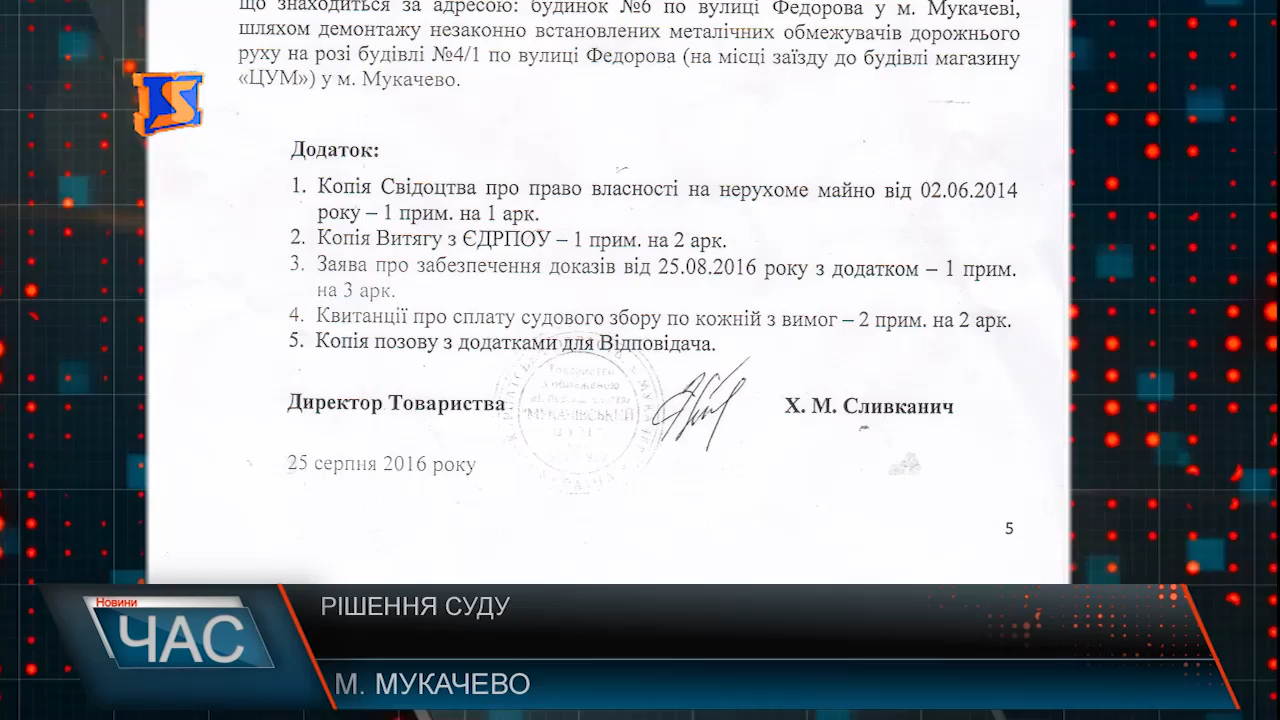 що знаходиться за адресою: будинок №6 по вулиці Федорова у м. Мукачеві,
шляхом демонтажу незаконно встановлених металічних обмежувачів дорожнього
руху на розі будівлі №4/1 по вулиці Федорова (на місці заїзду до будівлі магазину
«ЦУМ») у м. Мукачево.
Додаток:
1. Копія Свідоцтва про право власності на нерухоме майно від 02.06.2014
року – 1 прим. на 1 арк.
2. Копія Витягу з ЄДРПОУ – 1 прим. на 2 арк.
3. Заява про забезпечення доказів від 25.08.2016 року з додатком – 1 прим.
на 3 арк.
4. Квитанції про сплату судового збору по кожній з вимог – 2 прим. на 2 арк.
5. Копія позову з додатками для Відповідача.
Директор Товариства
"МУКАЧІВСЬКИЙ
Х. М. Сливканич
25 серпня 2016 року
5
Новини
ЧАС
РІШЕННЯ СУДУ
М. МУКАЧЕВО